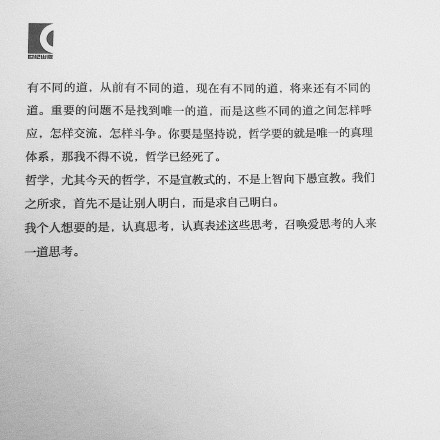 有不同的道，从前有不同的道，现在有不同的道，将来还有不同的
道。重要的问题不是找到唯一的道，而是这些不同的道之间怎样呼
应，怎样交流，怎样斗争。你要是坚持说，哲学要的就是唯一的真理
体系，那我不得不说，哲学已经死了。
哲学，尤其今天的哲学，不是宣教式的，不是上智向下愚宣教。我们
之所求，首先不是让别人明白，而是求自己明白。
我个人想要的是，认真思考，认真表述这些思考，召唤爱思考的人来
一道思考。